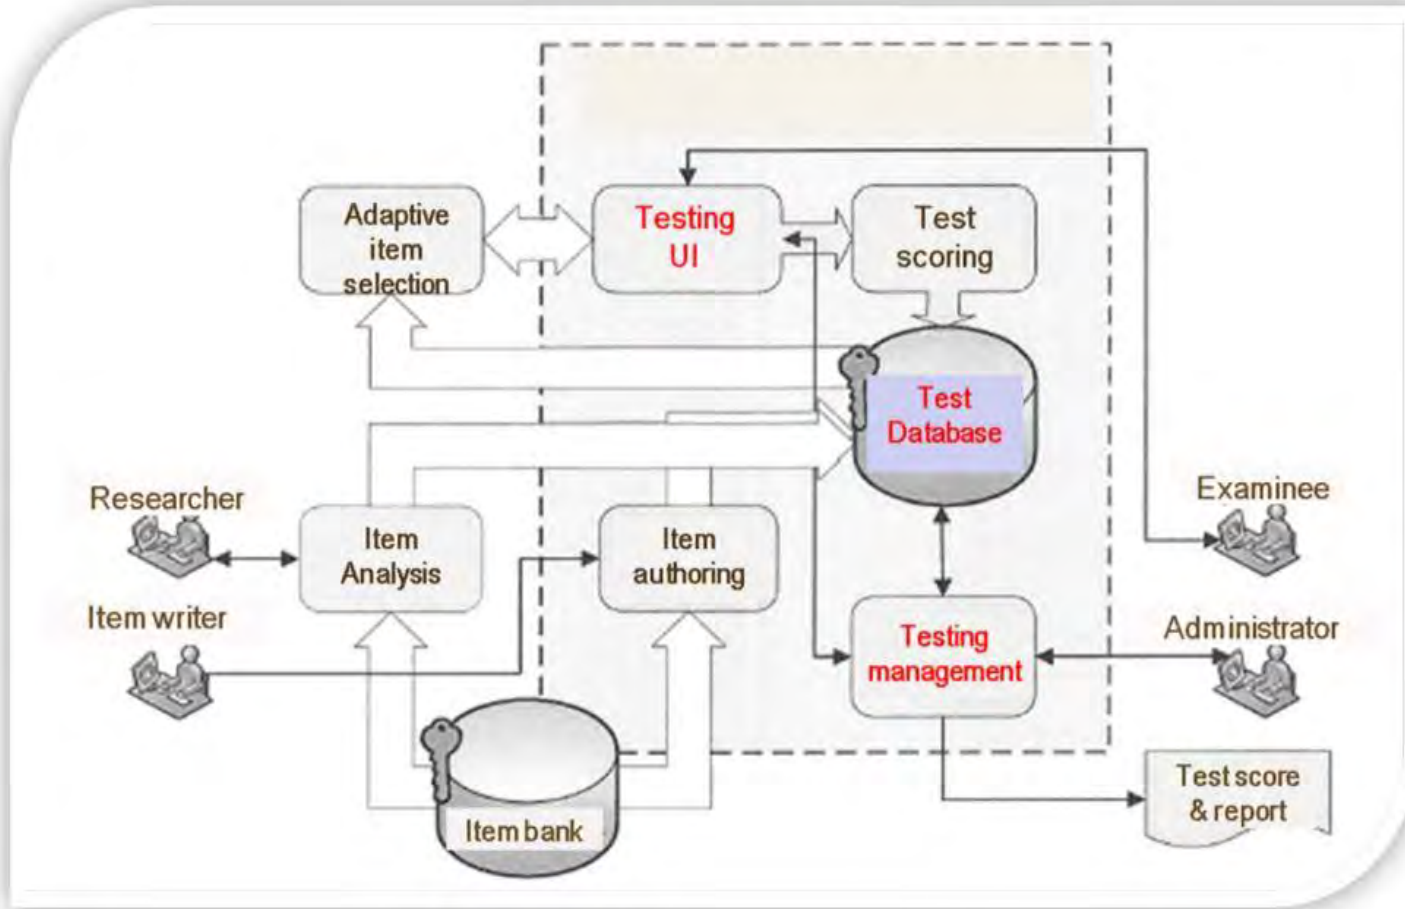 Adaptive
item
selection
Testing
UI
Test
scoring
Test
Database
Researcher
Item
Analysis
Item
authoring
Examinee
Item writer
Testing
management
Administrator
Test score
& report
Item bank